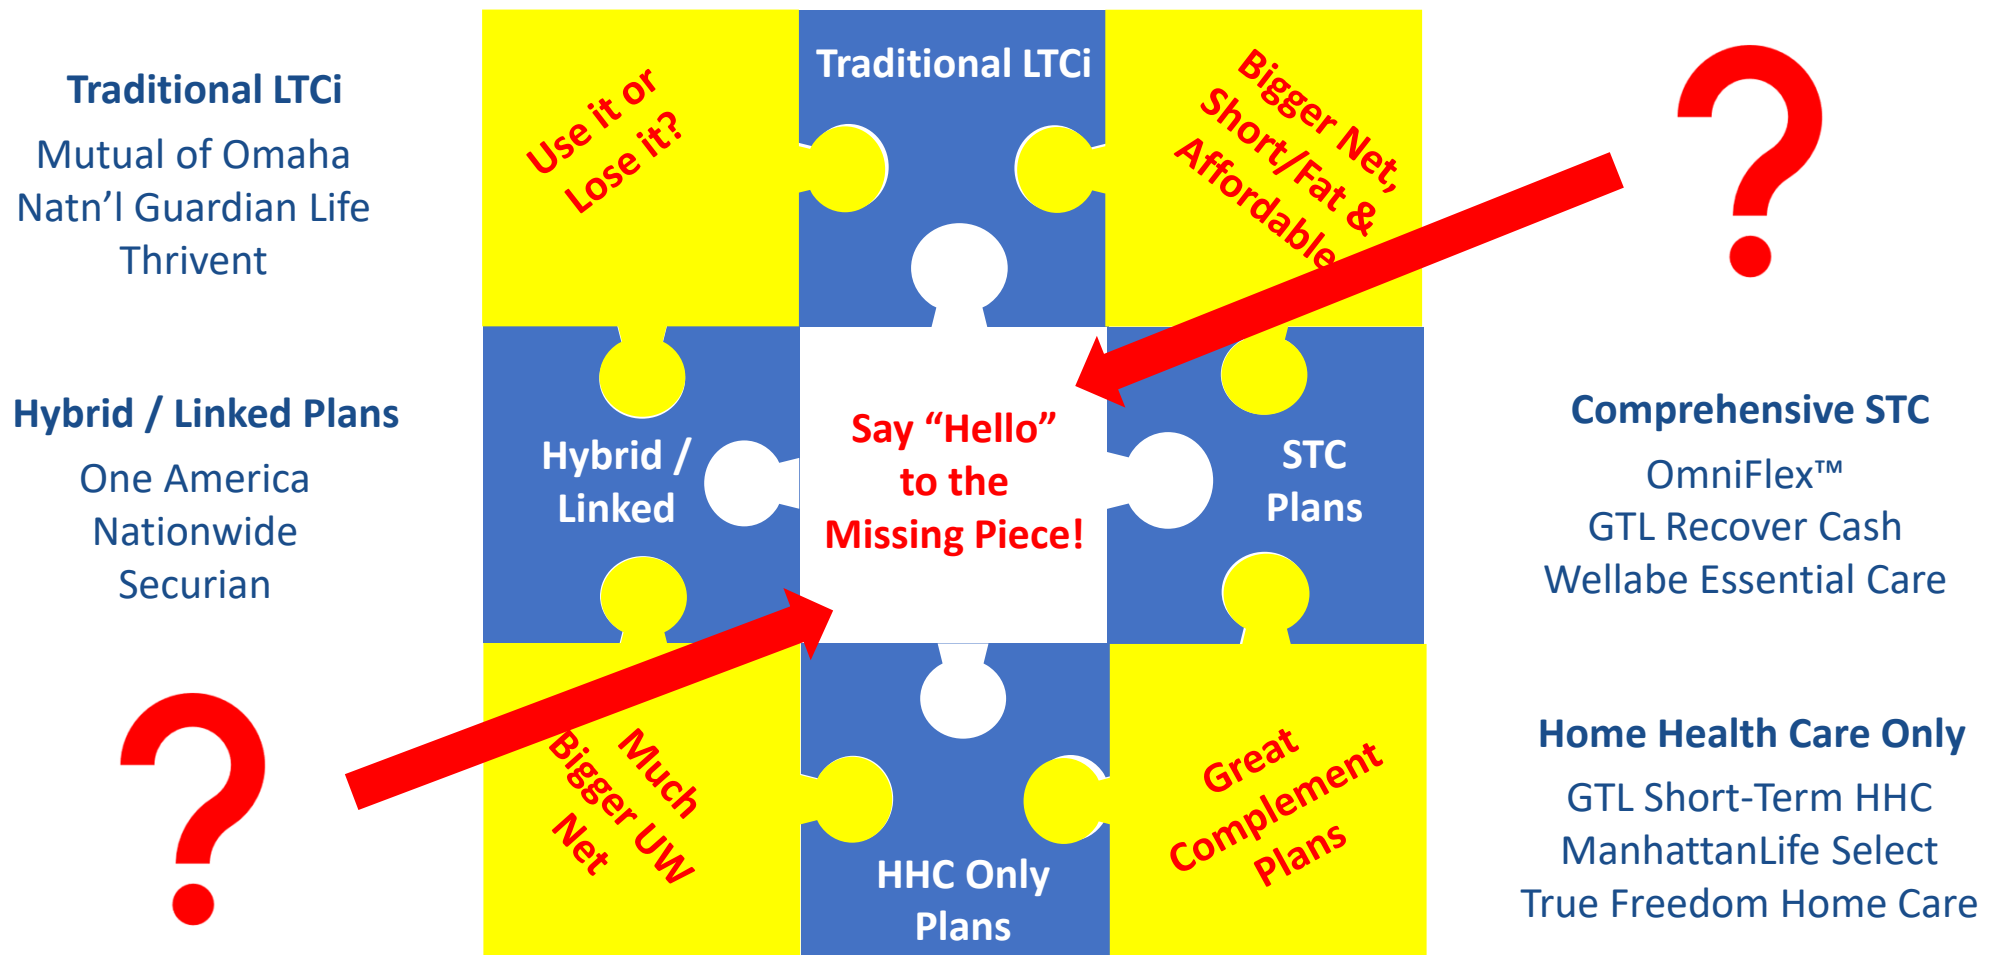 Traditional LTCi
Mutual of Omaha
Natn’l Guardian Life
Thrivent
Hybrid / Linked Plans
One America
Nationwide
Securian
?
Use it or
Lose it?
Traditional LTCi
Bigger Net,
Short/Fat &
Affordable
Hybrid /
Linked
Say “Hello”
to the
Missing Piece!
STC
Plans
Much
Bigger UW
Net
HHC Only
Plans
Great
Complement
Plans
?
Comprehensive STC
OmniFlex™
GTL Recover Cash
Wellabe Essential Care
Home Health Care Only
GTL Short-Term HHC
ManhattanLife Select
True Freedom Home Care